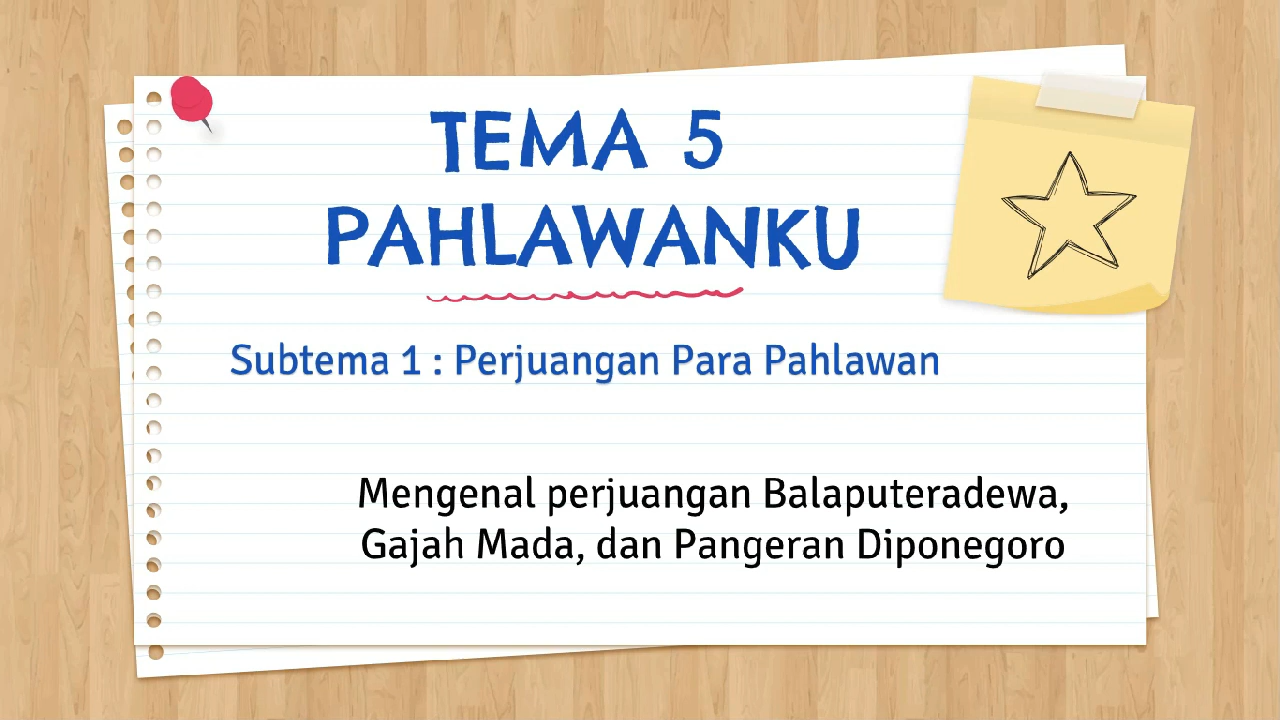 TEMA 5
PAHLAWANKU
Subtema 1 : Perjuangan Para Pahlawan
Mengenal perjuangan Balaputeradewa,
Gajah Mada, dan Pangeran Diponegoro